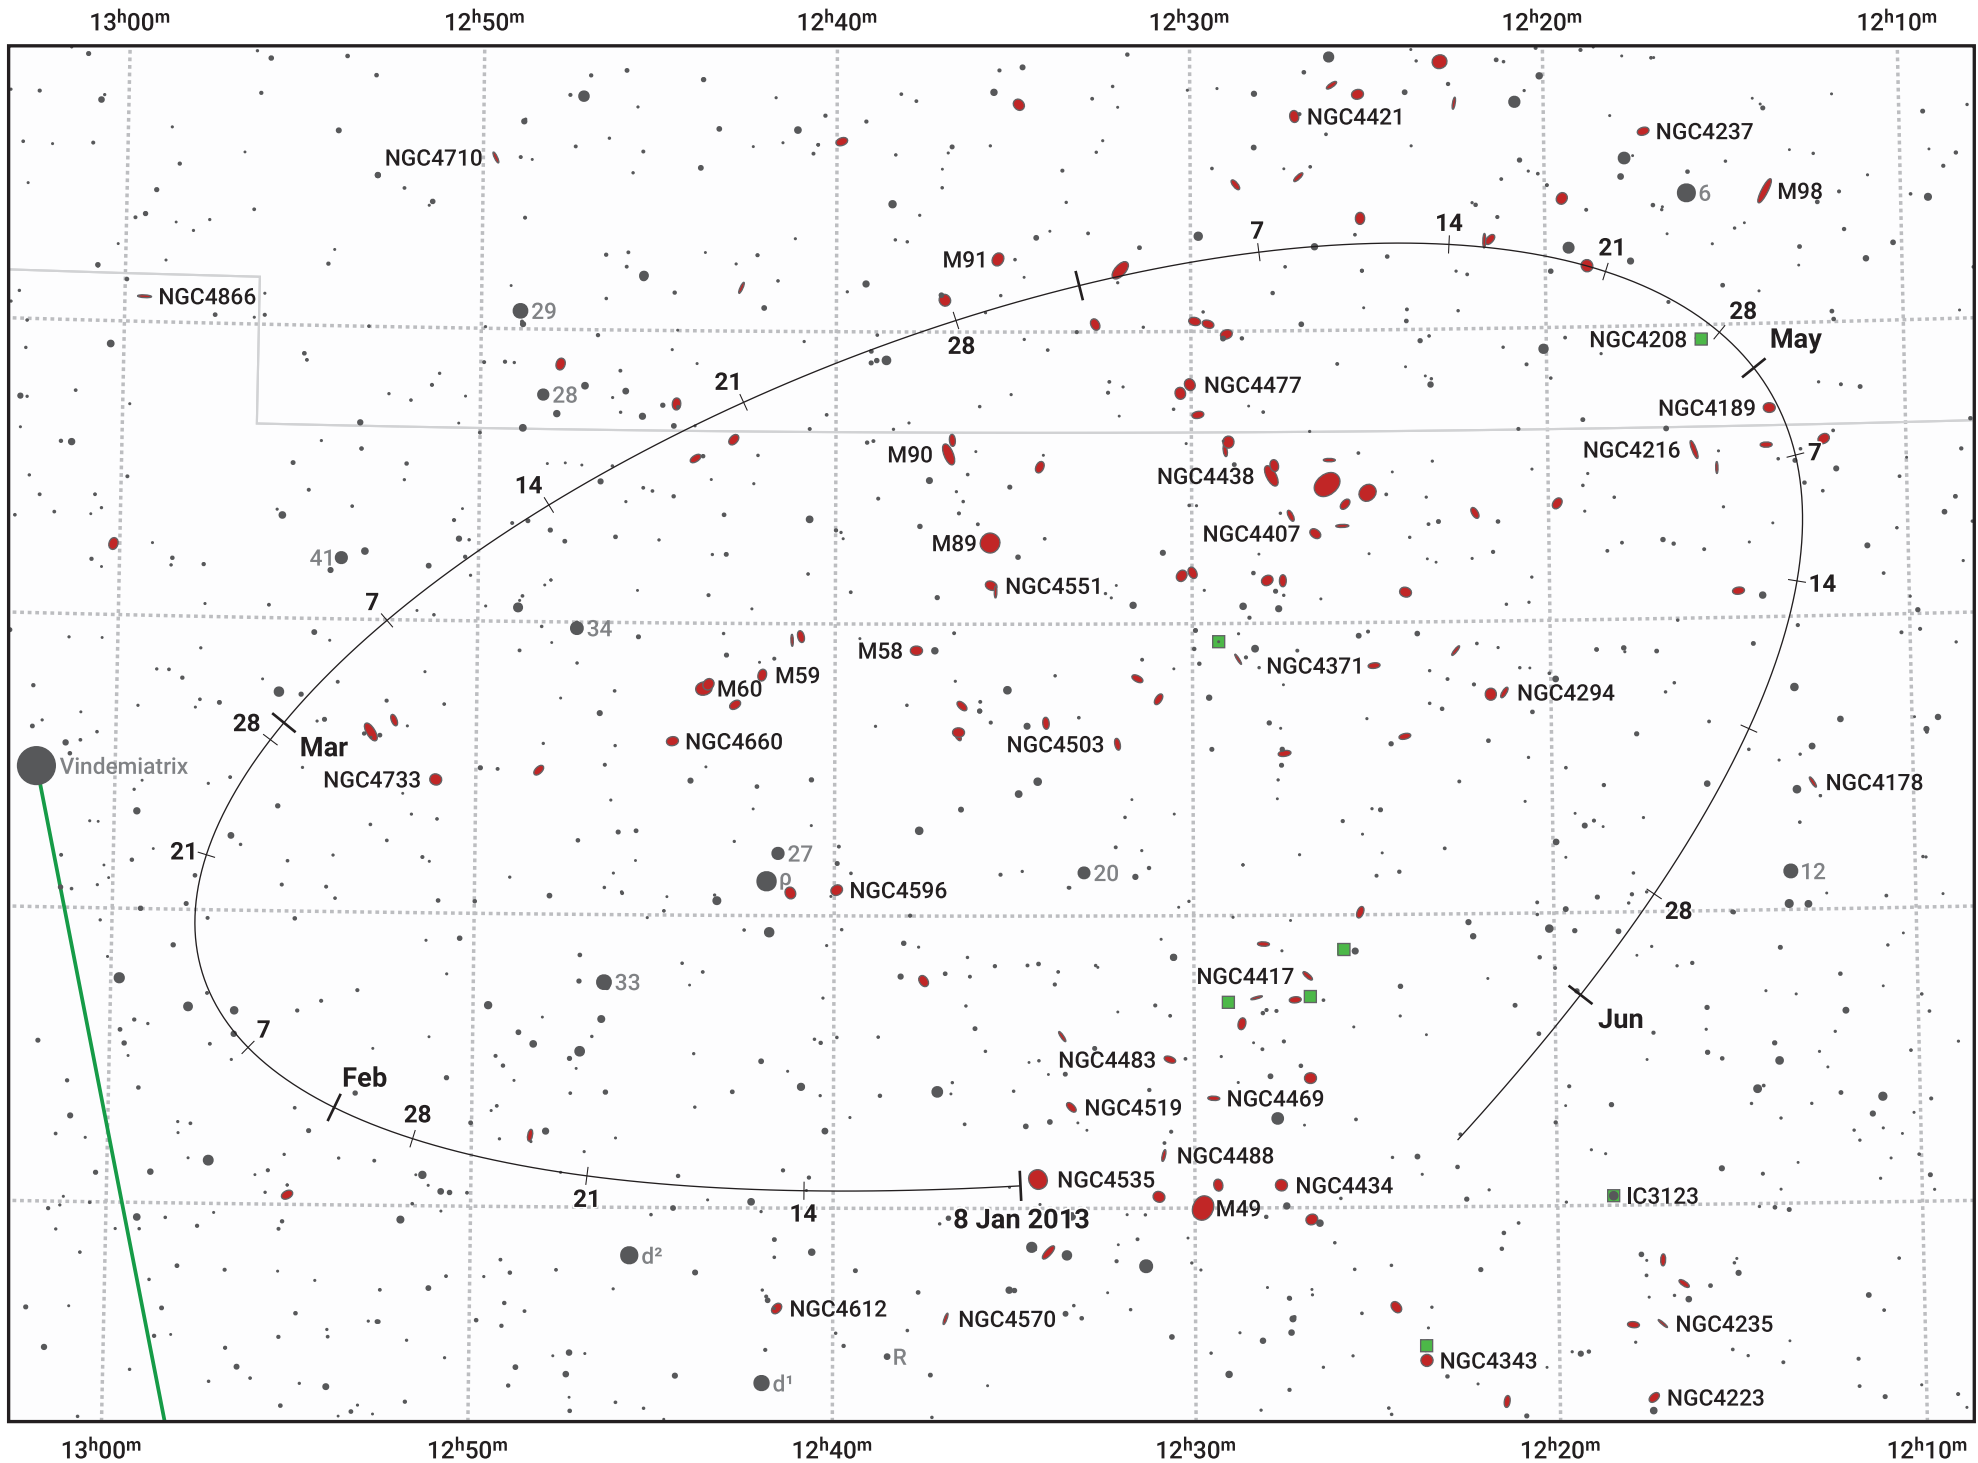 13ʰ00ᵐ 12ʰ50ᵐ 12ʰ40ᵐ 12ʰ30ᵐ 12ʰ20ᵐ 12ʰ10ᵐ
NGC4421
NGC4237
NGC4710
6
M98
7
14
21
M91
NGC4866
29
28
28
NGC4208
May
21
NGC4477
28
NGC4189
M90
NGC4216
7
NGC4438
14
NGC4407
M89
41
NGC4551
14
7
34
M58
NGC4371
M59
M60
NGC4294
28
Mar
NGC4660
NGC4503
Vindemiatrix
NGC4733
NGC4178
21
27
ρ
20
12
NGC4596
28
NGC4417
33
Jun
7
NGC4483
Feb
NGC4469
28
NGC4519
NGC4488
NGC4535
NGC4434
21
14
IC3123
M49
8 Jan 2013
d²
NGC4612
NGC4570
NGC4235
R
NGC4343
d¹
NGC4223
13ʰ00ᵐ 12ʰ50ᵐ 12ʰ40ᵐ 12ʰ30ᵐ 12ʰ20ᵐ 12ʰ10ᵐ